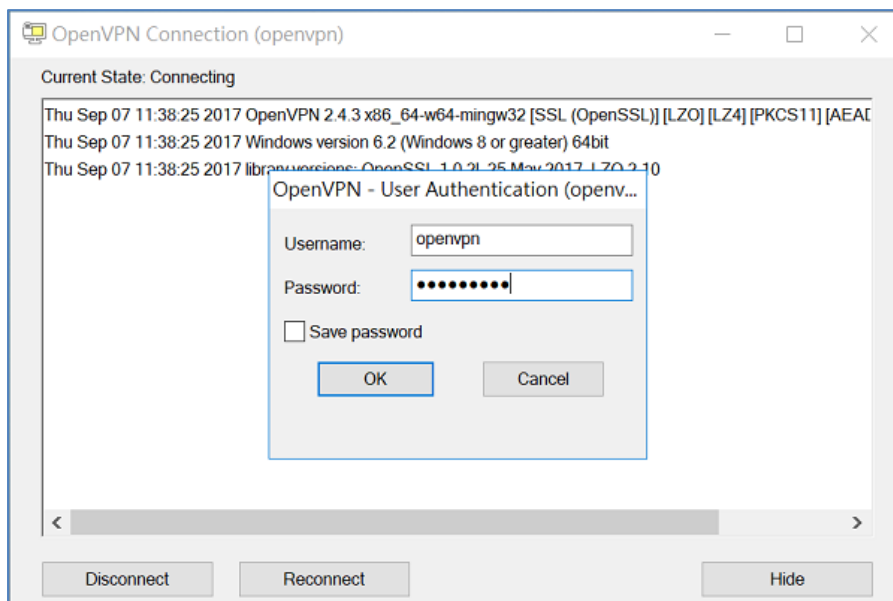 OpenVPN Connection (openvpn)
Current State: Connecting
Thu Sep 07 11:38:25 2017 OpenVPN 2.4.3 x86_64-w64-mingw32 [SSL (OpenSSL)] [LZO] [LZ4] [PKCS11] [AEAD
Thu Sep 07 11:38:25 2017 Windows version 6.2 (Windows 8 or greater) 64bit
Thu Sep 07 11:38:25 2017 library versions: OpenSSL 1.0.2l 25 May 2017, LZO 2.10
OpenVPN - User Authentication (openv...
Username:
openvpn
Password:
●●●●●●●●●
Save password
OK
Cancel
Disconnect
Reconnect
Hide